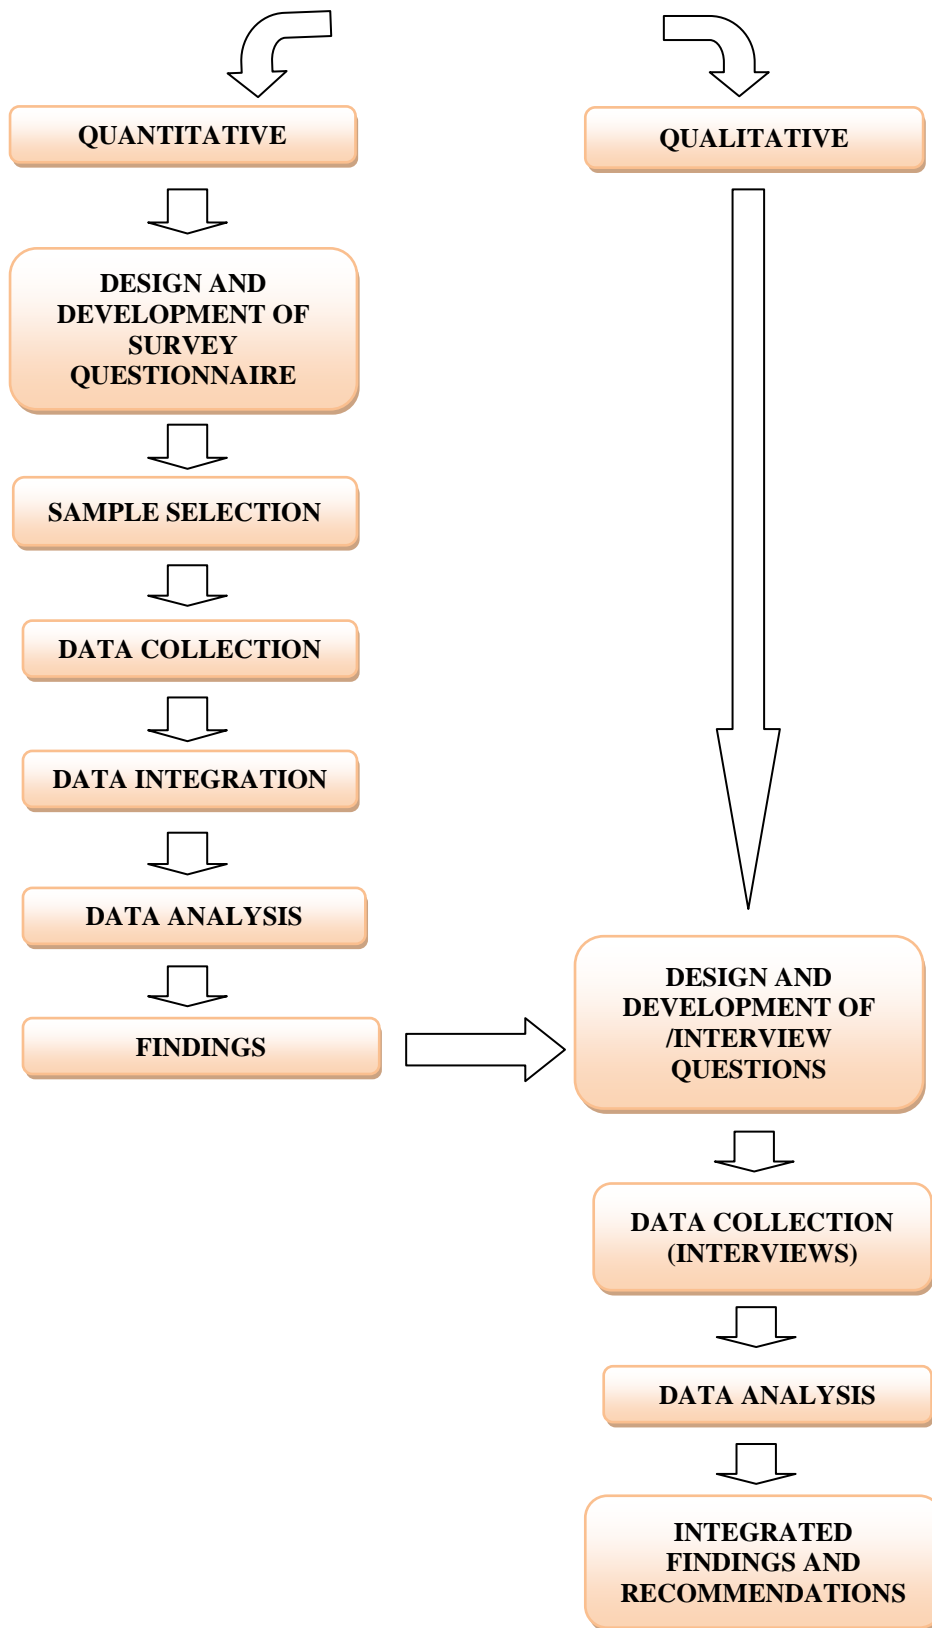 QUANTITATIVE
QUALITATIVE
DESIGN AND
DEVELOPMENT OF
SURVEY
QUESTIONNAIRE
SAMPLE SELECTION
DATA COLLECTION
DATA INTEGRATION
DATA ANALYSIS
FINDINGS
DESIGN AND
DEVELOPMENT OF
/INTERVIEW
QUESTIONS
DATA COLLECTION
(INTERVIEWS)
DATA ANALYSIS
INTEGRATED
FINDINGS AND
RECOMMENDATIONS